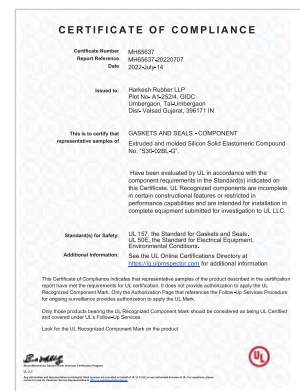 CERTIFICATE OF COMPLIANCE
Certificate Number MH65637
Report Reference MH65637-20220707
Date 2022-July-14
Issued to: Harkesh Rubber LLP
Plot No- A1-252/4, GIDC
Umbergaon, Tal-Umbergaon
Dist- Valsad Gujarat, 396171 IN
This is to certify that GASKETS AND SEALS - COMPONENT
representative samples of Extruded and molded Silicon Solid Elastomeric Compound
No. "S30-02BL-G".
Have been evaluated by UL in accordance with the
component requirements in the Standard(s) indicated on
this Certificate. UL Recognized components are incomplete
in certain constructional features or restricted in
performance capabilities and are intended for installation in
complete equipment submitted for investigation to UL LLC.
Standard(s) for Safety: UL 157, the Standard for Gaskets and Seals.
UL 50E, the Standard for Electrical Equipment,
Environmental Conditions.
Additional Information: See the UL Online Certifications Directory at
https://iq.ulprospector.com for additional information
This Certificate of Compliance indicates that representative samples of the product described in the certification
report have met the requirements for UL certification. It does not provide authorization to apply the UL
Recognized Component Mark. Only the Authorization Page that references the Follow-Up Services Procedure
for ongoing surveillance provides authorization to apply the UL Mark.
Only those products bearing the UL Recognized Component Mark should be considered as being UL Certified
and covered under UL's Follow-Up Services.
Look for the UL Recognized Component Mark on the product.
UL